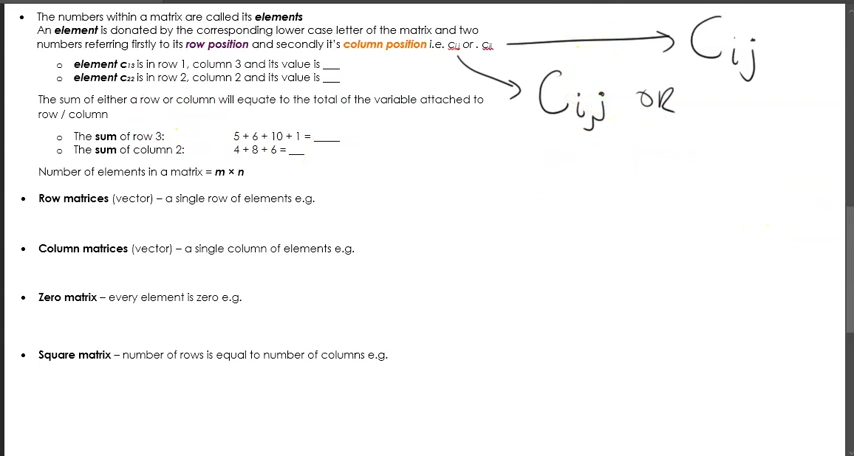 • The numbers within a matrix are called its elements
An element is donated by the corresponding lower case letter of the matrix and two
numbers referring firstly to its row position and secondly it's column position i.e. cij or . cij
○ element c13 is in row 1, column 3 and its value is ___
○ element c22 is in row 2, column 2 and its value is ___
The sum of either a row or column will equate to the total of the variable attached to
row / column
○ The sum of row 3: 5 + 6 + 10 + 1 = _____
○ The sum of column 2: 4 + 8 + 6 = ___
Number of elements in a matrix = m × n
• Row matrices (vector) – a single row of elements e.g.
• Column matrices (vector) – a single column of elements e.g.
• Zero matrix – every element is zero e.g.
• Square matrix – number of rows is equal to number of columns e.g.
Cij
Ci,j OR